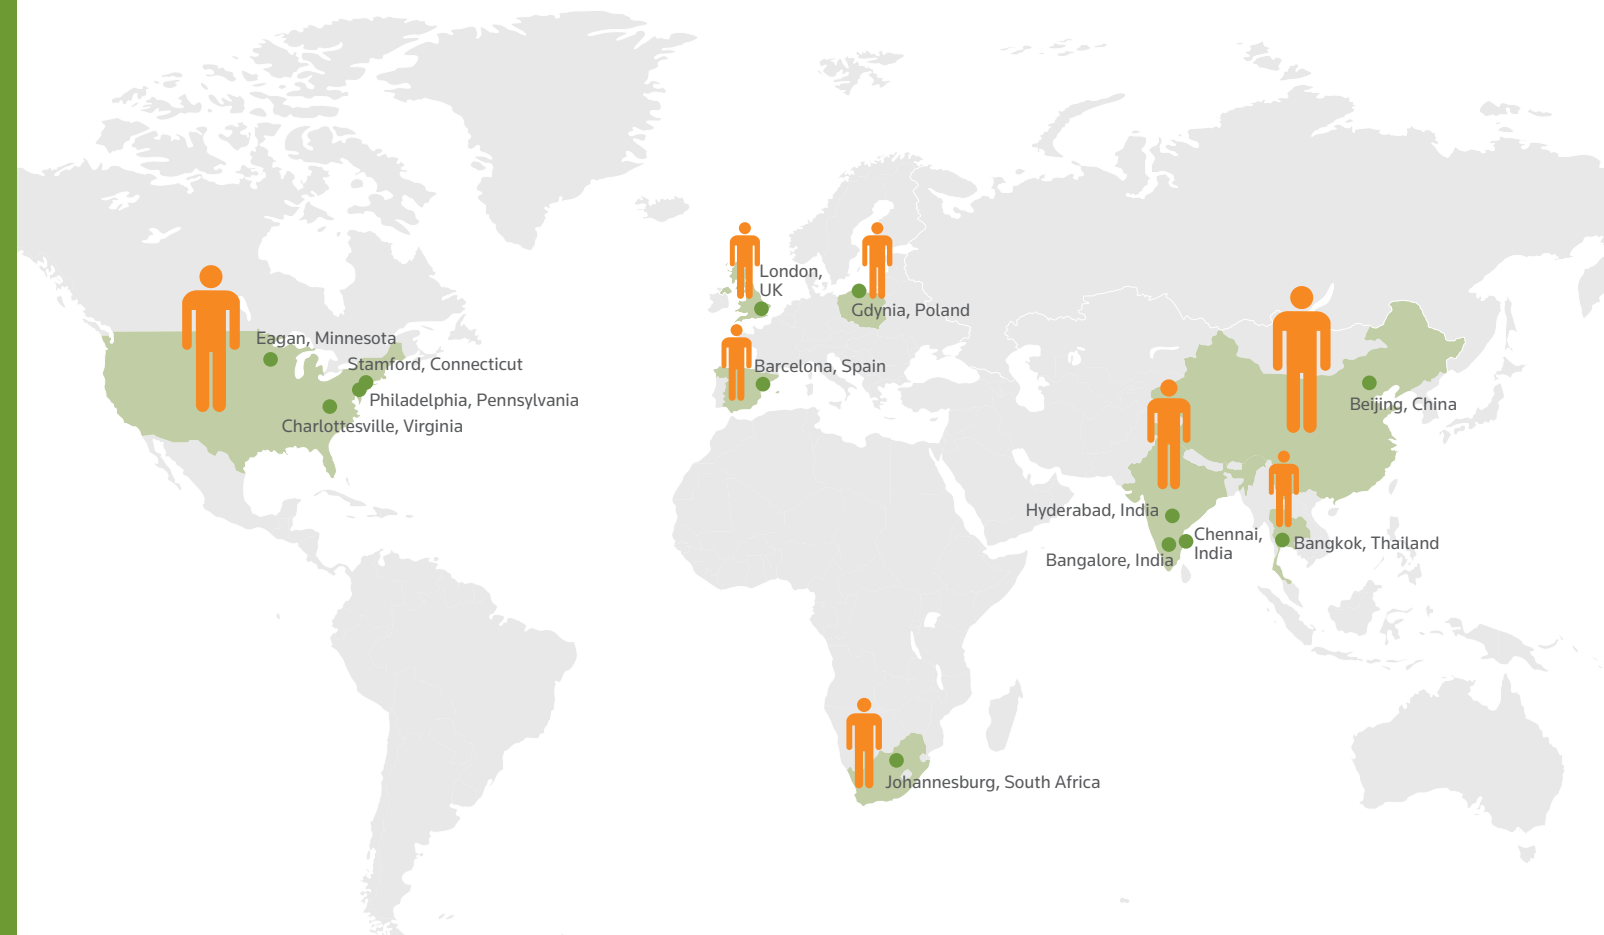 London,
UK
Gdynia, Poland
Eagan, Minnesota
Stamford, Connecticut
Barcelona, Spain
Philadelphia, Pennsylvania
Charlottesville, Virginia
Beijing, China
Hyderabad, India
Chennai,
India
Bangkok, Thailand
Bangalore, India
Johannesburg, South Africa